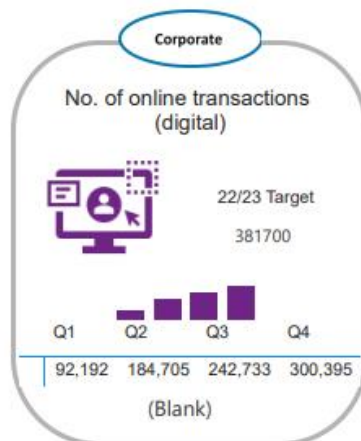 Corporate
No. of online transactions
(digital)
22/23 Target
381700
Q1 Q2 Q3 Q4
92,192 184,705 242,733 300,395
(Blank)